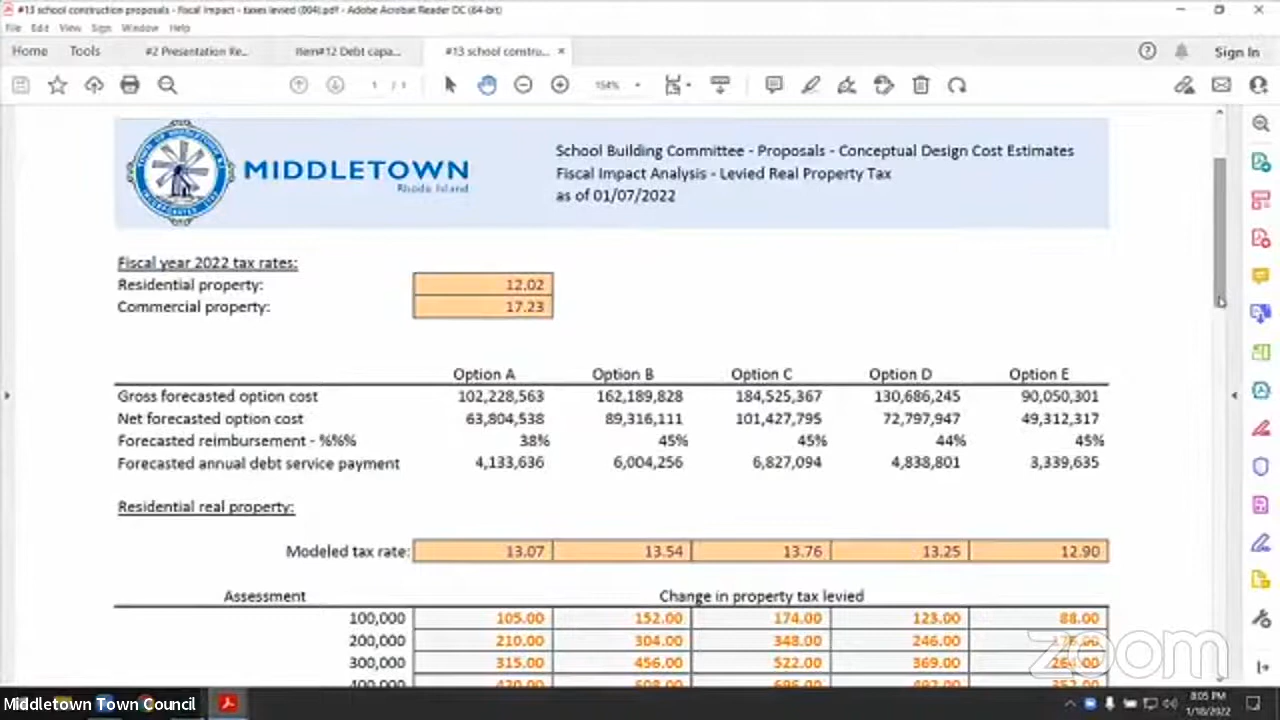 #13 school construction proposals - fiscal impact - taxes levied (004).pdf - Adobe Acrobat Reader DC (64-bit)
File Edit View Sign Window Help
Home Tools #2 Presentation Re... Item#12 Debt capa... #13 school constru... × Sign In
1 / 1 154%
MIDDLETOWN
Rhode Island
School Building Committee - Proposals - Conceptual Design Cost Estimates
Fiscal Impact Analysis - Levied Real Property Tax
as of 01/07/2022
Fiscal year 2022 tax rates:
Residential property: 12.02
Commercial property: 17.23
Option A Option B Option C Option D Option E
Gross forecasted option cost 102,228,563 162,189,828 184,525,367 130,686,245 90,050,301
Net forecasted option cost 63,804,538 89,316,111 101,427,795 72,797,947 49,312,317
Forecasted reimbursement - %%% 38% 45% 45% 44% 45%
Forecasted annual debt service payment 4,133,636 6,004,256 6,827,094 4,838,801 3,339,635
Residential real property:
Modeled tax rate: 13.07 13.54 13.76 13.25 12.90
Assessment Change in property tax levied
100,000 105.00 152.00 174.00 123.00 88.00
200,000 210.00 304.00 348.00 246.00
300,000 315.00 456.00 522.00 369.00 264.00
zoom
Middletown Town Council
8:05 PM
1/18/2022